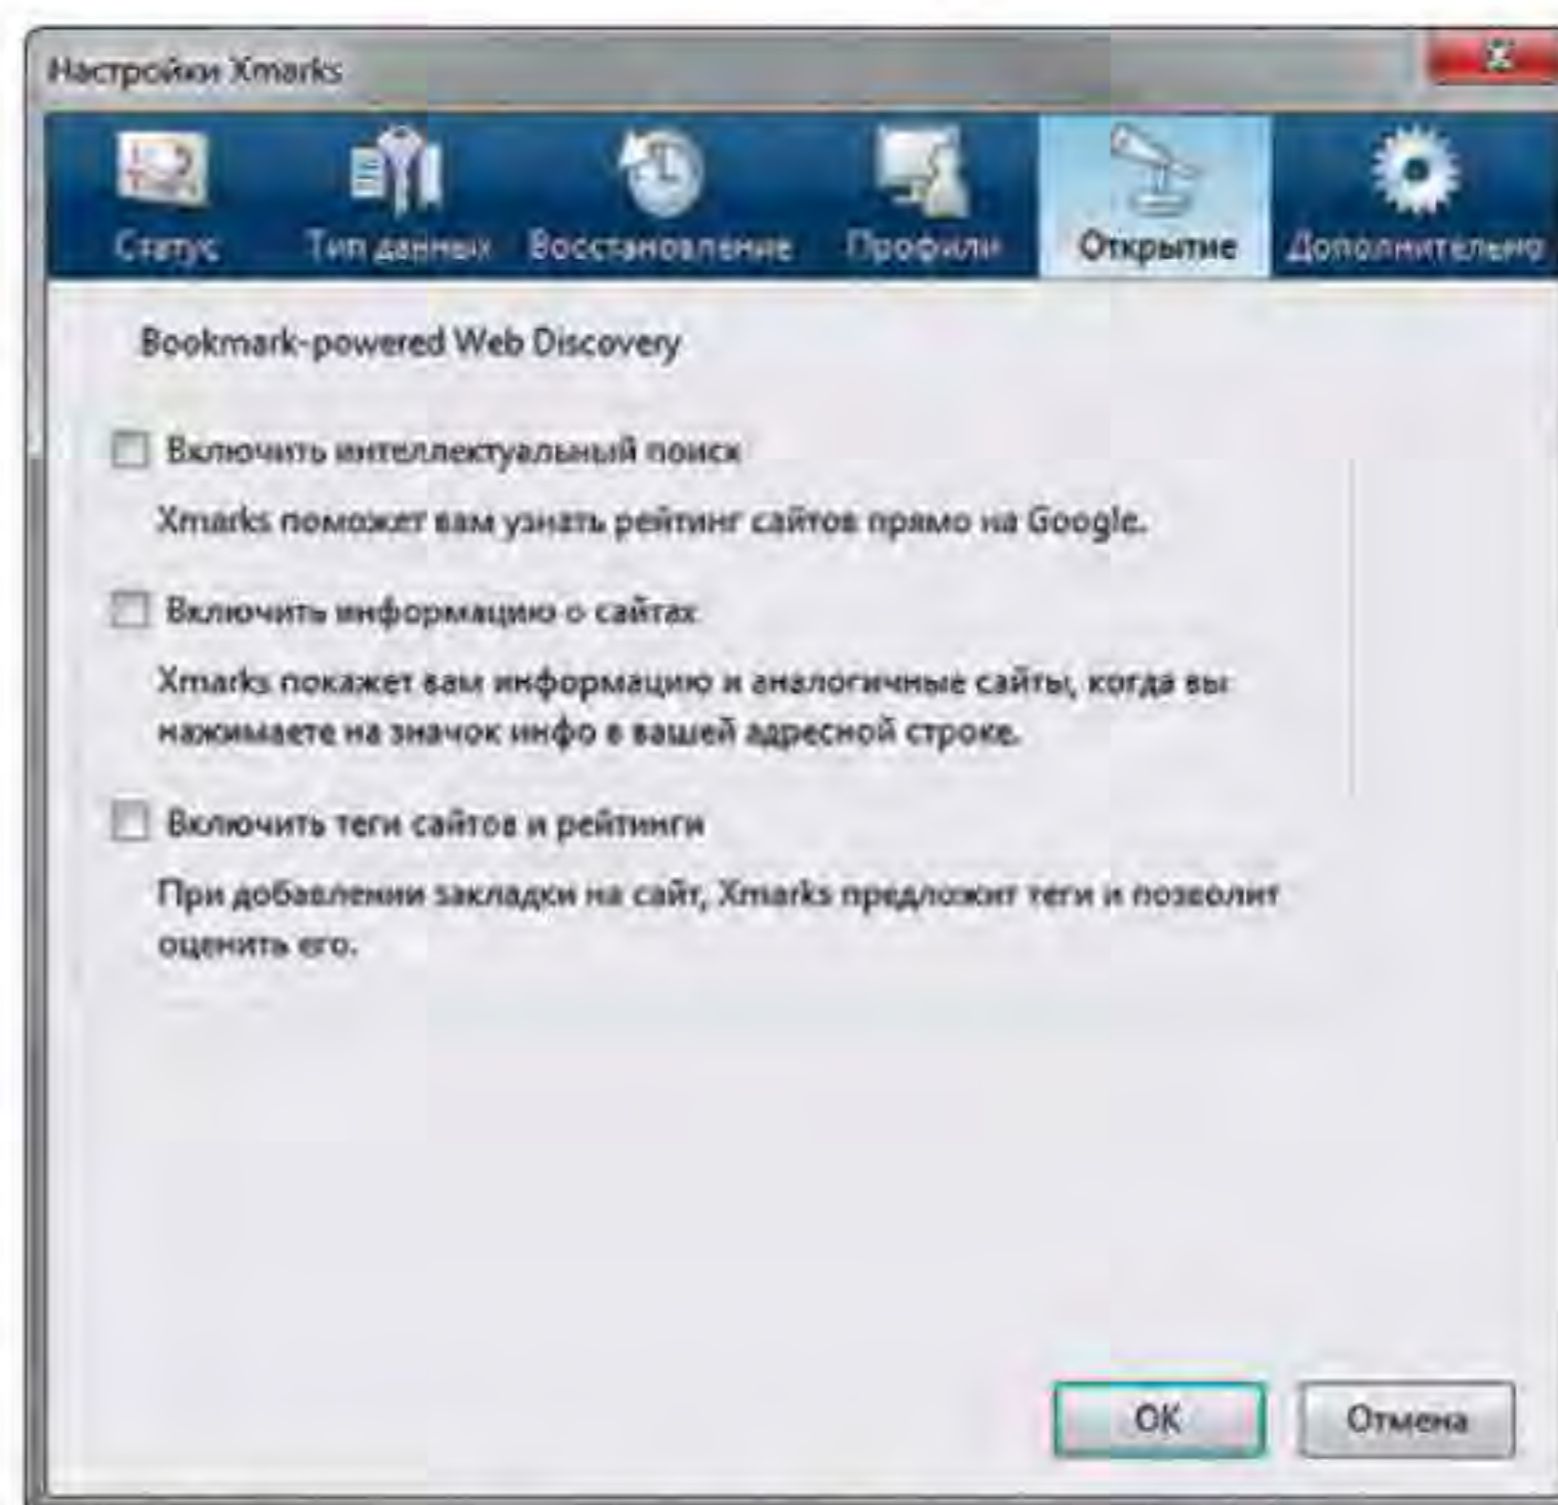 Настройки Xmarks
Статус Тип данных Восстановление Профили Открытие Дополнительно
Bookmark-powered Web Discovery
Включить интеллектуальный поиск
Xmarks поможет вам узнать рейтинг сайтов прямо на Google.
Включить информацию о сайтах
Xmarks покажет вам информацию и аналогичные сайты, когда вы
нажимаете на значок инфо в вашей адресной строке.
Включить теги сайтов и рейтинги
При добавлении закладки на сайт, Xmarks предложит теги и позволит
оценить его.
OK Отмена